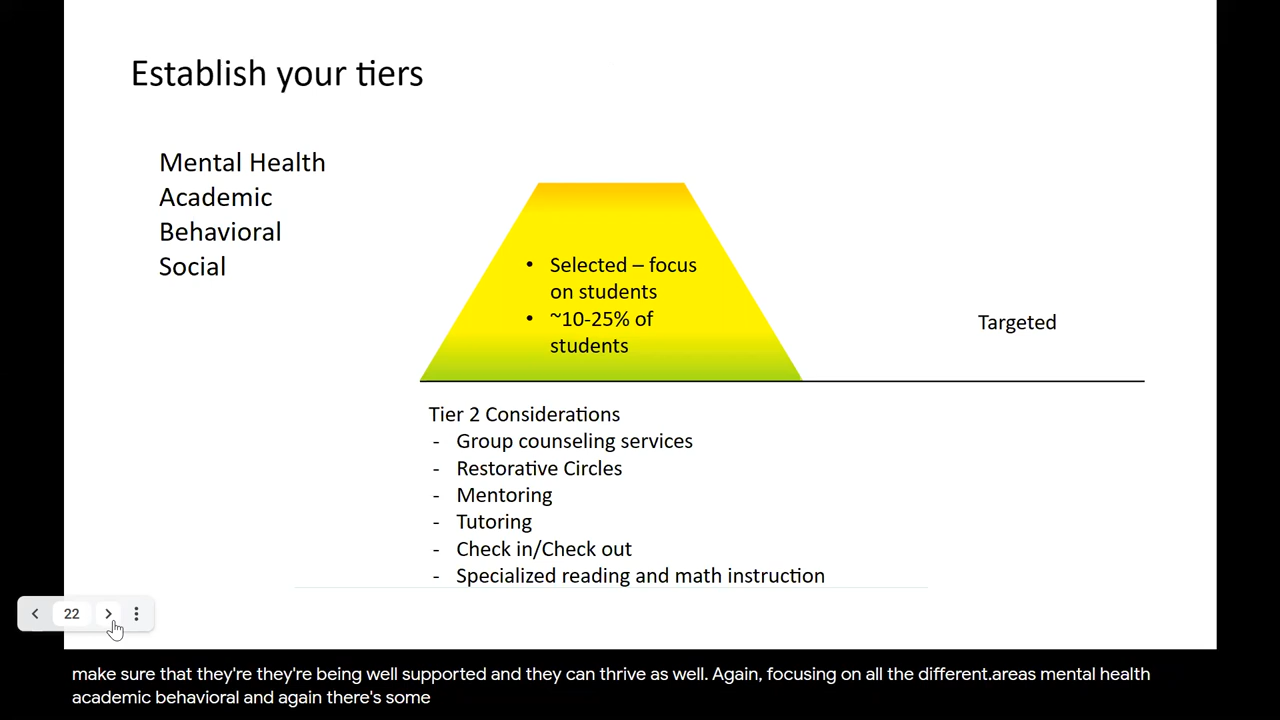 Establish your tiers
Mental Health
Academic
Behavioral
Social
• Selected – focus
on students
• ~10-25% of
students
Targeted
Tier 2 Considerations
- Group counseling services
- Restorative Circles
- Mentoring
- Tutoring
- Check in/Check out
- Specialized reading and math instruction
22
make sure that they're they're being well supported and they can thrive as well. Again, focusing on all the different.areas mental health
academic behavioral and again there's some